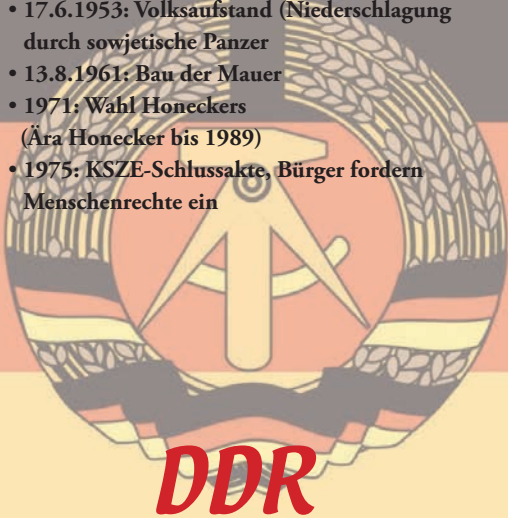 • 17.6.1953: Volksaufstand (Niederschlagung
durch sowjetische Panzer
• 13.8.1961: Bau der Mauer
• 1971: Wahl Honeckers
(Ära Honecker bis 1989)
• 1975: KSZE-Schlussakte, Bürger fordern
Menschenrechte ein
DDR